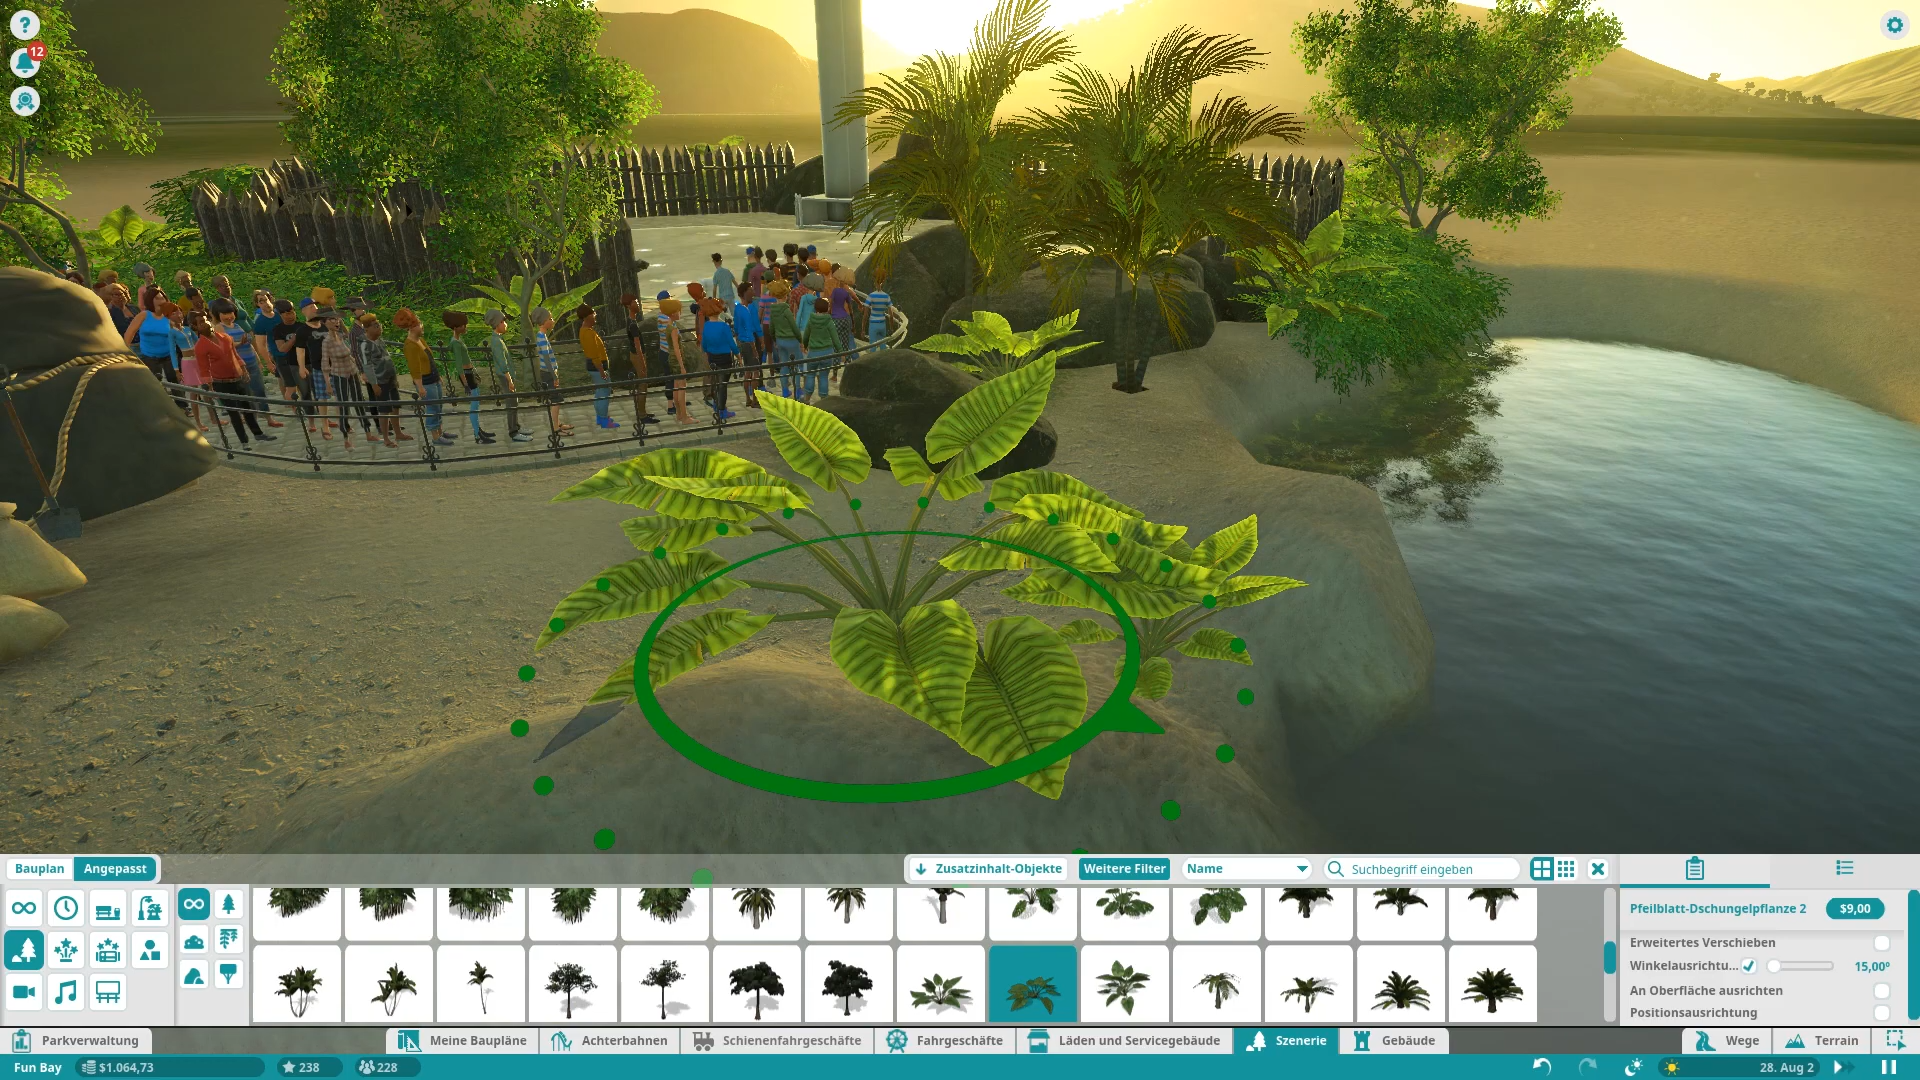 ?
12
Bauplan
Angepasst
Zusatzinhalt-Objekte
Weitere Filter
Name
Suchbegriff eingeben
Pfeilblatt-Dschungelpflanze 2
$9,00
Erweitertes Verschieben
Winkelausrichtu...
15,00°
An Oberfläche ausrichten
Positionsausrichtung
Parkverwaltung
Meine Baupläne
Achterbahnen
Schienenfahrgeschäfte
Fahrgeschäfte
Läden und Servicegebäude
Szenerie
Gebäude
Wege
Terrain
Fun Bay
$1.064,73
238
228
28. Aug 2